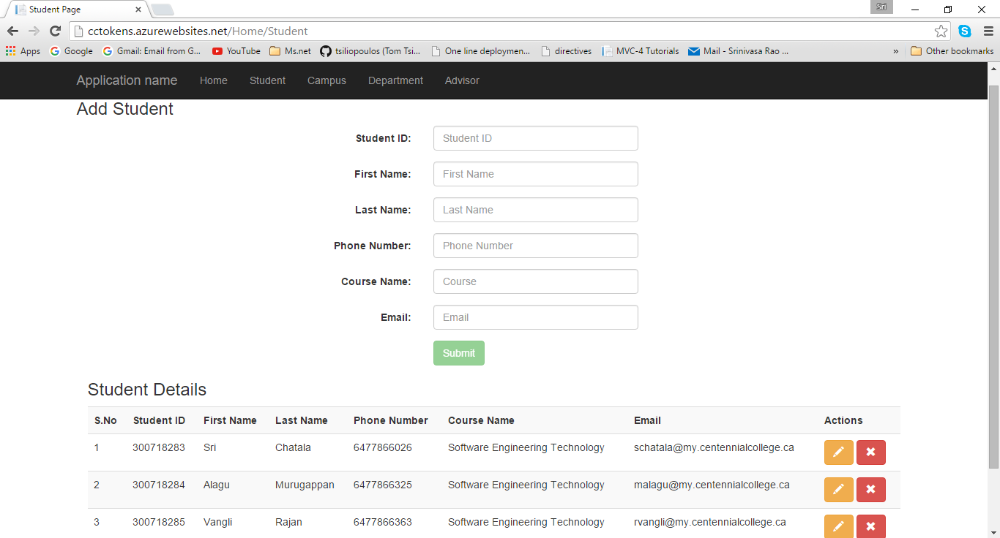 Student Page
Sri
cctokens.azurewebsites.net/Home/Student
Apps Google Gmail: Email from G... YouTube Ms.net tsiliopoulos (Tom Tsi... One line deploymen... directives MVC-4 Tutorials Mail - Srinivasa Rao ... » Other bookmarks
Application name Home Student Campus Department Advisor
Add Student
Student ID: Student ID
First Name: First Name
Last Name: Last Name
Phone Number: Phone Number
Course Name: Course
Email: Email
Submit
Student Details
S.No Student ID First Name Last Name Phone Number Course Name Email Actions
1 300718283 Sri Chatala 6477866026 Software Engineering Technology schatala@my.centennialcollege.ca
2 300718284 Alagu Murugappan 6477866325 Software Engineering Technology malagu@my.centennialcollege.ca
3 300718285 Vangli Rajan 6477866363 Software Engineering Technology rvangli@my.centennialcollege.ca